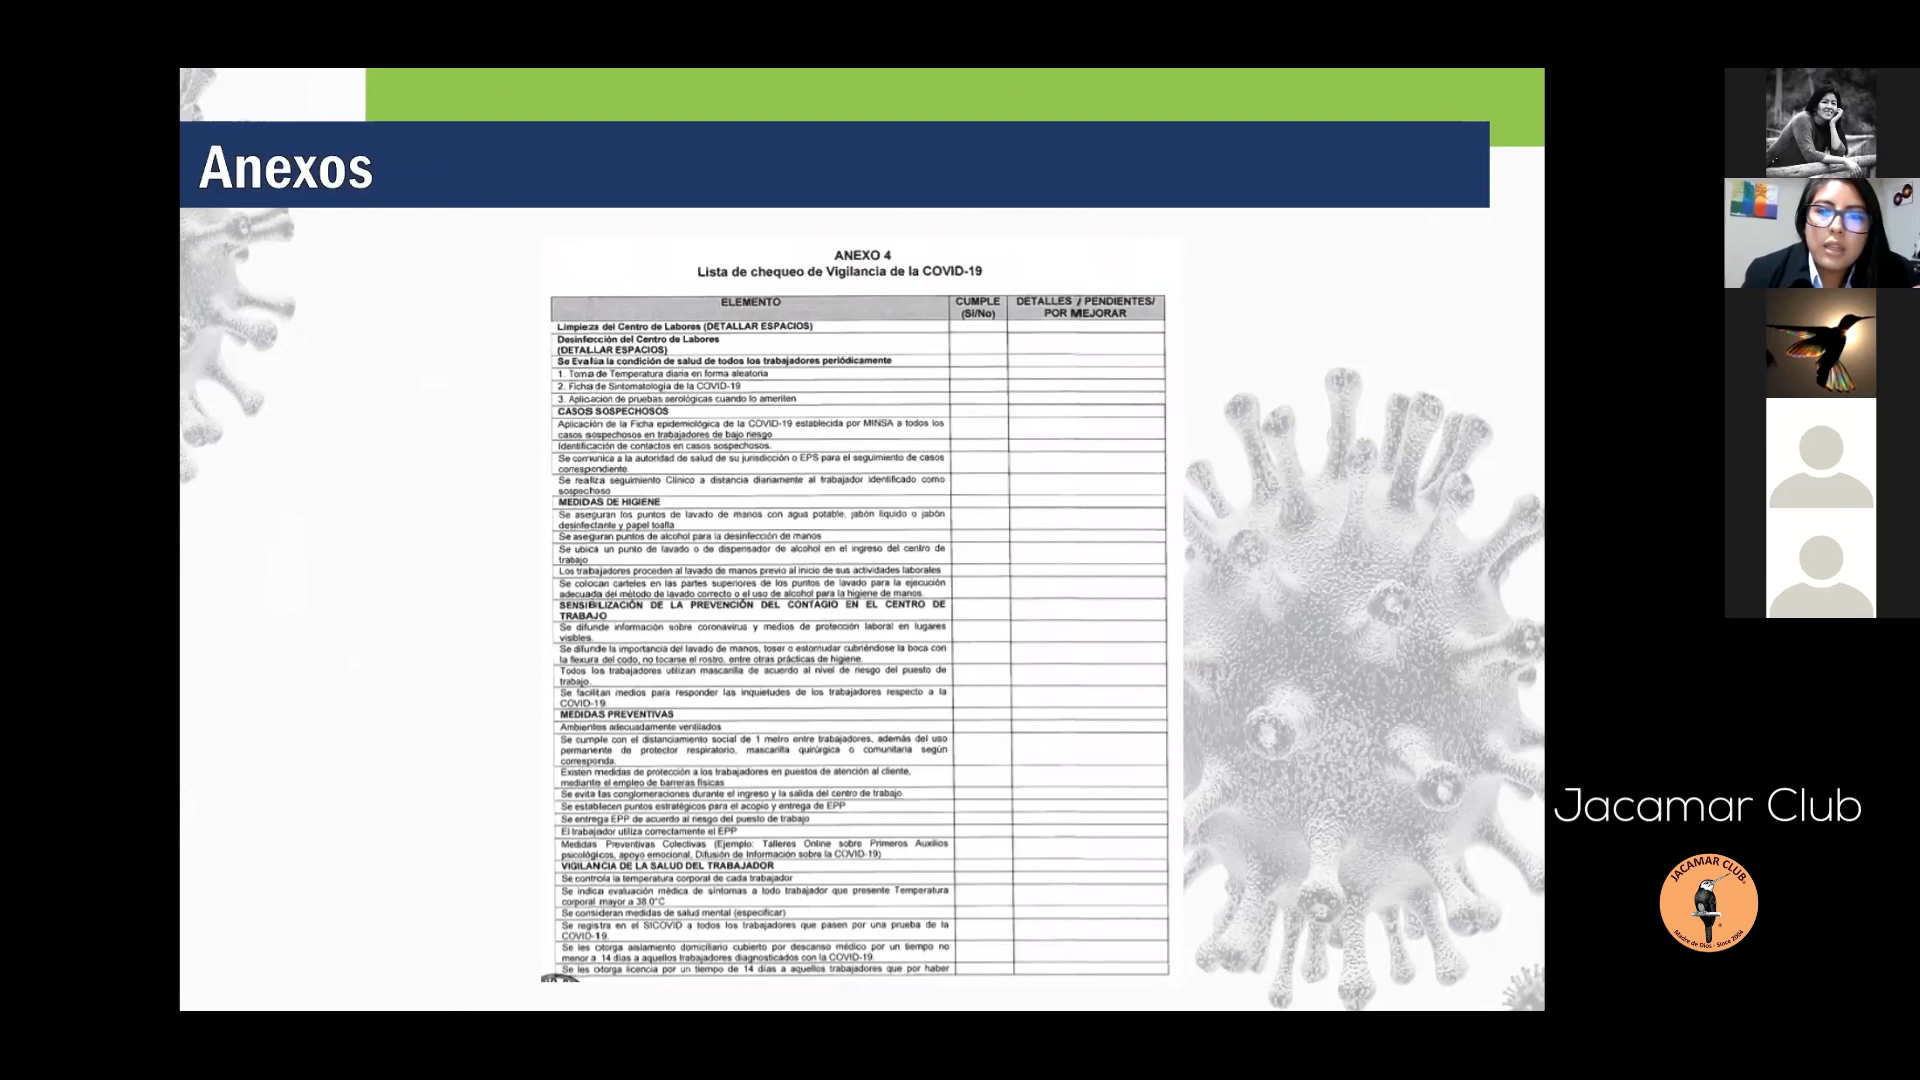 Anexos
ANEXO 4
Lista de chequeo de Vigilancia de la COVID-19
ELEMENTO
CUMPLE
(Si/No)
DETALLES / PENDIENTES/
POR MEJORAR
Limpieza del Centro de Labores (DETALLAR ESPACIOS)
Desinfección del Centro de Labores
(DETALLAR ESPACIOS)
Se Evalúa la condición de salud de todos los trabajadores periódicamente
1. Toma de Temperatura diaria en forma aleatoria
2. Ficha de Sintomatología de la COVID-19
3. Aplicación de pruebas serológicas cuando lo ameriten
CASOS SOSPECHOSOS
Aplicación de la Ficha epidemiológica de la COVID-19 establecida por MINSA a todos los
casos sospechosos en trabajadores de bajo riesgo
Identificación de contactos en casos sospechosos.
Se comunica a la autoridad de salud de su jurisdicción o EPS para el seguimiento de casos
correspondiente
Se realiza seguimiento Clínico a distancia diariamente al trabajador identificado como
sospechoso
MEDIDAS DE HIGIENE
Se aseguran los puntos de lavado de manos con agua potable, jabón líquido o jabón
desinfectante y papel toalla
Se aseguran puntos de alcohol para la desinfección de manos
Se ubica un punto de lavado o de dispensador de alcohol en el ingreso del centro de
trabajo
Los trabajadores proceden al lavado de manos previo al inicio de sus actividades laborales
Se colocan carteles en las partes superiores de los puntos de lavado para la ejecución
adecuada del método de lavado correcto o el uso de alcohol para la higiene de manos.
SENSIBILIZACIÓN DE LA PREVENCIÓN DEL CONTAGIO EN EL CENTRO DE
TRABAJO
Se difunde información sobre coronavirus y medios de protección laboral en lugares
visibles.
Se difunde la importancia del lavado de manos, toser o estornudar cubriéndose la boca con
la flexura del codo, no tocarse el rostro, entre otras prácticas de higiene.
Todos los trabajadores utilizan mascarilla de acuerdo al nivel de riesgo del puesto de
trabajo.
Se facilitan medios para responder las inquietudes de los trabajadores respecto a la
COVID-19
MEDIDAS PREVENTIVAS
Ambientes adecuadamente ventilados
Se cumple con el distanciamiento social de 1 metro entre trabajadores, además del uso
permanente de protector respiratorio, mascarilla quirúrgica o comunitaria según
corresponda.
Existen medidas de protección a los trabajadores en puestos de atención al cliente,
mediante el empleo de barreras físicas
Se evita las conglomeraciones durante el ingreso y la salida del centro de trabajo
Se establecen puntos estratégicos para el acopio y entrega de EPP
Se entrega EPP de acuerdo al riesgo del puesto de trabajo
El trabajador utiliza correctamente el EPP
Medidas Preventivas Colectivas (Ejemplo: Talleres Online sobre Primeros Auxilios
psicológicos, apoyo emocional, Difusión de Información sobre la COVID-19)
VIGILANCIA DE LA SALUD DEL TRABAJADOR
Se controla la temperatura corporal de cada trabajador
Se indica evaluación médica de síntomas a todo trabajador que presente Temperatura
corporal mayor a 38.0°C
Se consideran medidas de salud mental (especificar)
Se registra en el SICOVID a todos los trabajadores que pasen por una prueba de la
COVID-19.
Se les otorga aislamiento domiciliario cubierto por descanso médico por un tiempo no
menor a 14 días a aquellos trabajadores diagnosticados con la COVID-19.
Se les otorga licencia por un tiempo de 14 días a aquellos trabajadores que por haber
Jacamar Club
JACAMAR CLUB
Madre de Dios - Since 2004